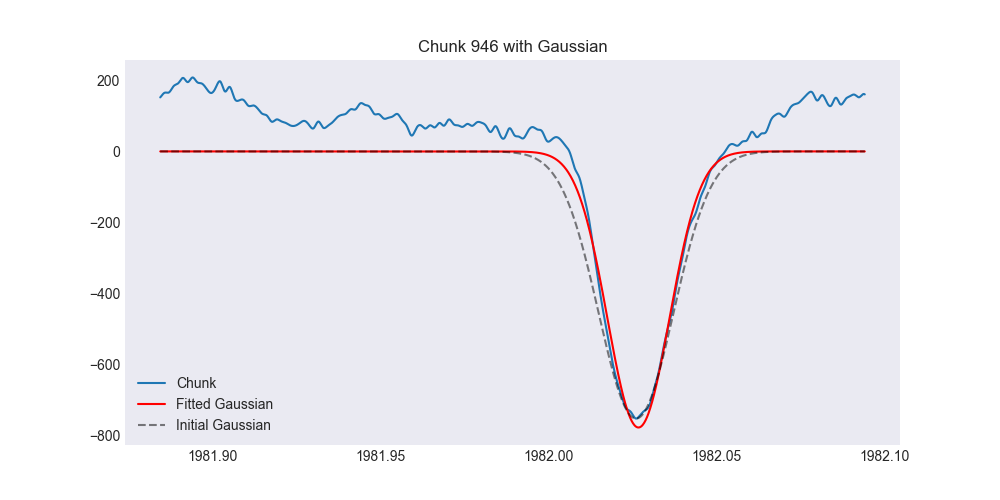 Chunk 946 with Gaussian
200
0
−200
−400
−600
−800
Chunk
Fitted Gaussian
Initial Gaussian
1981.90 1981.95 1982.00 1982.05 1982.10